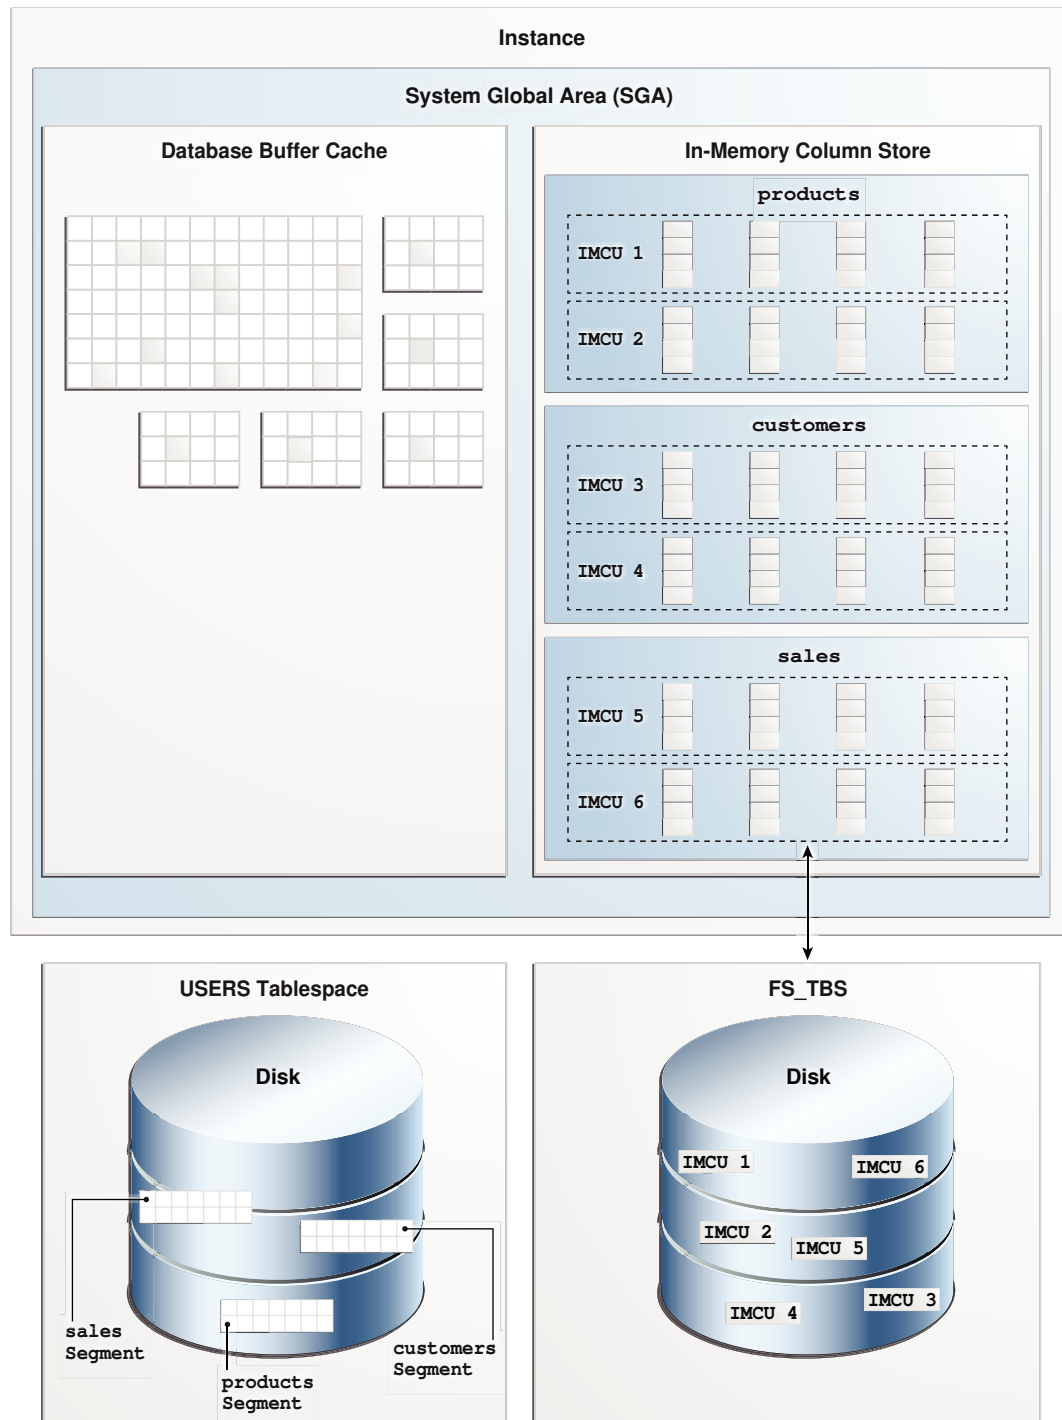 Instance
System Global Area (SGA)
Database Buffer Cache
In-Memory Column Store
products
IMCU 1
IMCU 2
customers
IMCU 3
IMCU 4
sales
IMCU 5
IMCU 6
USERS Tablespace
Disk
sales
Segment
products
Segment
customers
Segment
FS_TBS
Disk
IMCU 1
IMCU 6
IMCU 2
IMCU 5
IMCU 3
IMCU 4